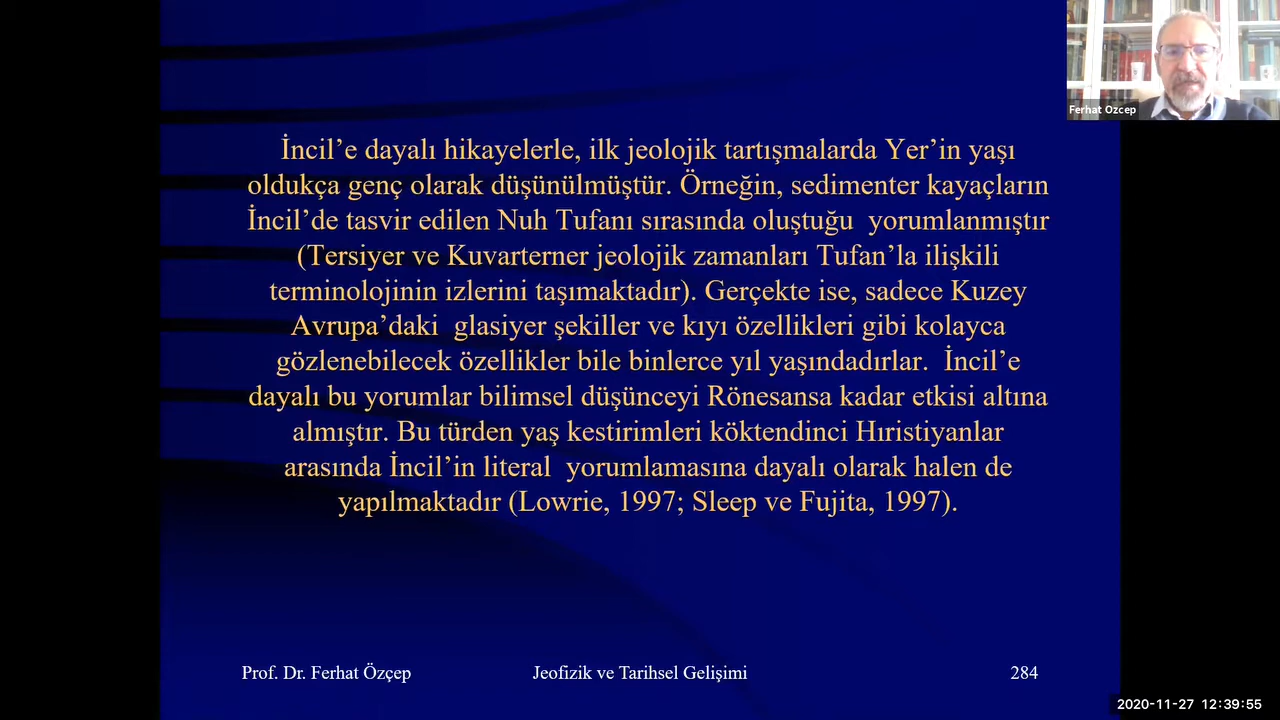 Ferhat Ozcep
İncil’e dayalı hikayelerle, ilk jeolojik tartışmalarda Yer’in yaşı
oldukça genç olarak düşünülmüştür. Örneğin, sedimenter kayaçların
İncil’de tasvir edilen Nuh Tufanı sırasında oluştuğu yorumlanmıştır
(Tersiyer ve Kuvarterner jeolojik zamanları Tufan’la ilişkili
terminolojinin izlerini taşımaktadır). Gerçekte ise, sadece Kuzey
Avrupa’daki glasiyer şekiller ve kıyı özellikleri gibi kolayca
gözlenebilecek özellikler bile binlerce yıl yaşındadırlar. İncil’e
dayalı bu yorumlar bilimsel düşünceyi Rönesansa kadar etkisi altına
almıştır. Bu türden yaş kestirimleri köktendinci Hıristiyanlar
arasında İncil’in literal yorumlamasına dayalı olarak halen de
yapılmaktadır (Lowrie, 1997; Sleep ve Fujita, 1997).
Prof. Dr. Ferhat Özçep
Jeofizik ve Tarihsel Gelişimi
284
2020-11-27 12:39:55